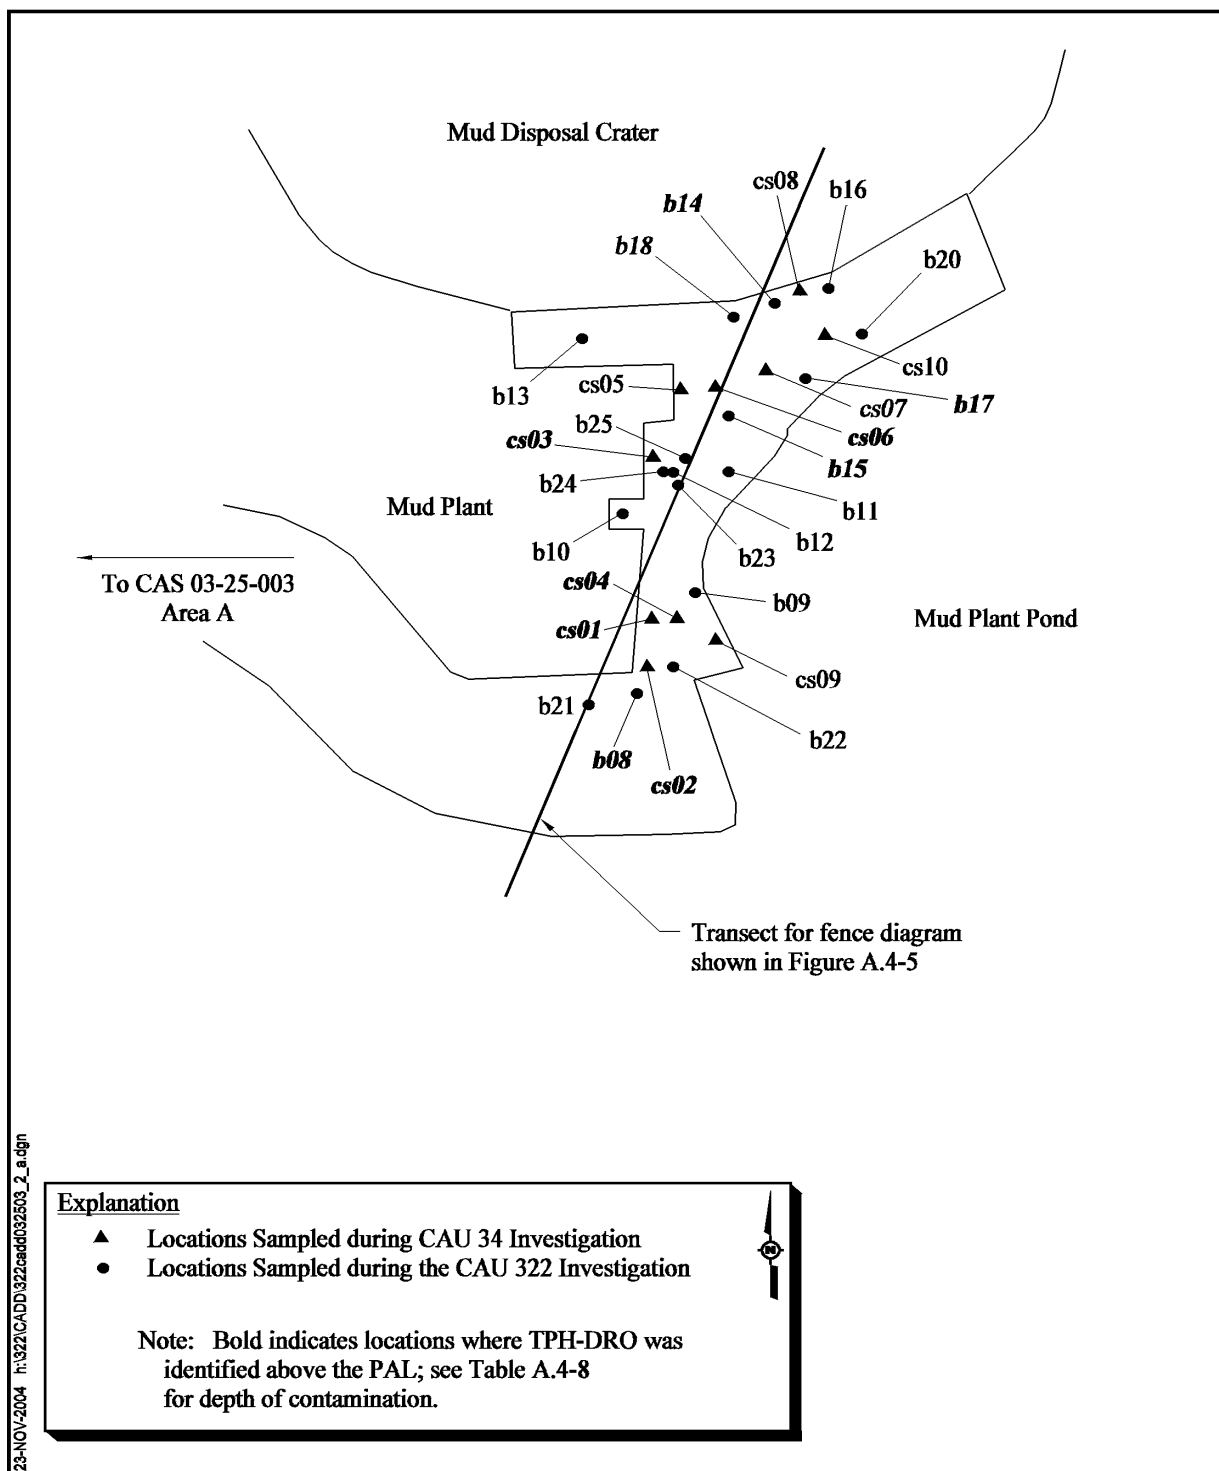 Mud Disposal Crater
cs08
b16
b14
b18
b20
cs10
b13
cs05
cs07
b17
b25
cs03
cs06
b15
b24
Mud Plant
b11
b12
b10
b23
To CAS 03-25-003
Area A
cs04
b09
cs01
Mud Plant Pond
cs09
b21
b22
b08
cs02
Transect for fence diagram
shown in Figure A.4-5
Explanation
Locations Sampled during CAU 34 Investigation
Locations Sampled during the CAU 322 Investigation
N
Note: Bold indicates locations where TPH-DRO was
identified above the PAL; see Table A.4-8
for depth of contamination.
23-NOV-2004 h:\322\CADD\322cadd032503_2_a.dgn